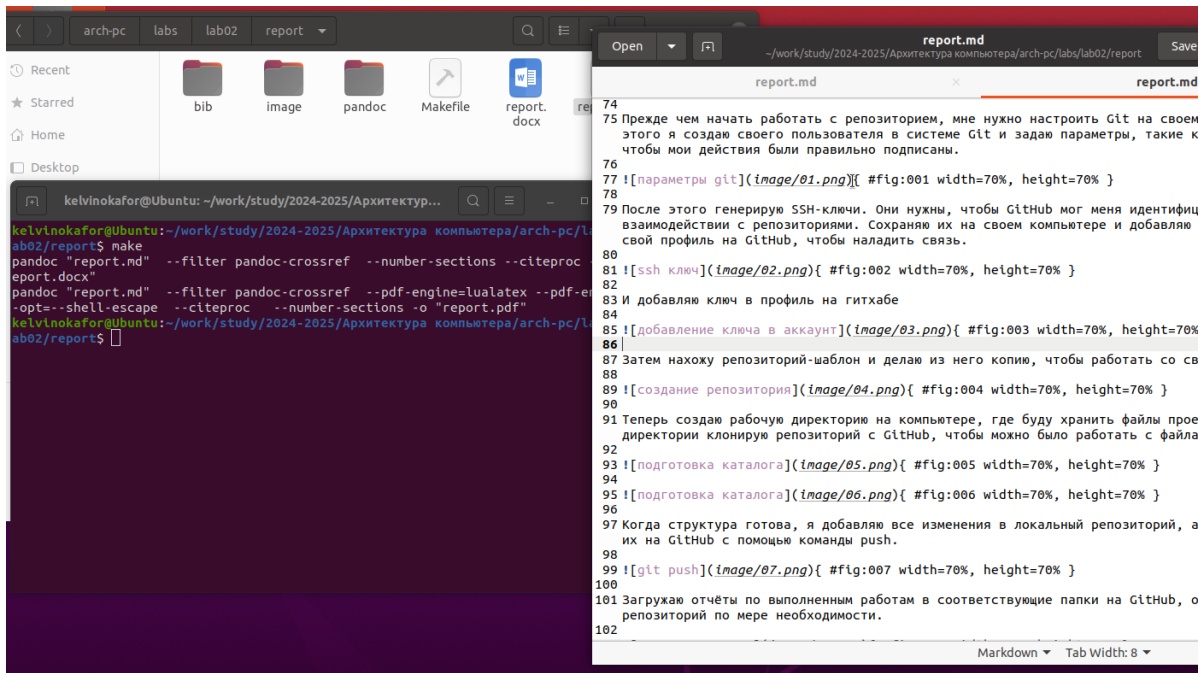 arch-pc labs lab02 report
Recent
Starred
Home
Desktop
bib image pandoc Makefile report.docx
kelvinokafor@Ubuntu: ~/work/study/2024-2025/Архитектур...
kelvinokafor@Ubuntu:~/work/study/2024-2025/Архитектура компьютера/arch-pc/la
ab02/report$ make
pandoc "report.md" --filter pandoc-crossref --number-sections --citeproc -
eport.docx"
pandoc "report.md" --filter pandoc-crossref --pdf-engine=lualatex --pdf-en
-opt=--shell-escape --citeproc --number-sections -o "report.pdf"
kelvinokafor@Ubuntu:~/work/study/2024-2025/Архитектура компьютера/arch-pc/la
ab02/report$
Open report.md Save
~/work/study/2024-2025/Архитектура компьютера/arch-pc/labs/lab02/report
report.md report.md
74
75 Прежде чем начать работать с репозиторием, мне нужно настроить Git на своем
этого я создаю своего пользователя в системе Git и задаю параметры, такие к
чтобы мои действия были правильно подписаны.
76
77 ![параметры git](image/01.png){ #fig:001 width=70%, height=70% }
78
79 После этого генерирую SSH-ключи. Они нужны, чтобы GitHub мог меня идентифиц
взаимодействии с репозиториями. Сохраняю их на своем компьютере и добавляю
свой профиль на GitHub, чтобы наладить связь.
80
81 ![ssh ключ](image/02.png){ #fig:002 width=70%, height=70% }
82
83 И добавляю ключ в профиль на гитхабе
84
85 ![добавление ключа в аккаунт](image/03.png){ #fig:003 width=70%, height=70%
86
87 Затем нахожу репозиторий-шаблон и делаю из него копию, чтобы работать со св
88
89 ![создание репозитория](image/04.png){ #fig:004 width=70%, height=70% }
90
91 Теперь создаю рабочую директорию на компьютере, где буду хранить файлы прое
директории клонирую репозиторий с GitHub, чтобы можно было работать с файла
92
93 ![подготовка каталога](image/05.png){ #fig:005 width=70%, height=70% }
94
95 ![подготовка каталога](image/06.png){ #fig:006 width=70%, height=70% }
96
97 Когда структура готова, я добавляю все изменения в локальный репозиторий, а
их на GitHub с помощью команды push.
98
99 ![git push](image/07.png){ #fig:007 width=70%, height=70% }
100
101 Загружаю отчёты по выполненным работам в соответствующие папки на GitHub, о
репозиторий по мере необходимости.
102
Markdown Tab Width: 8